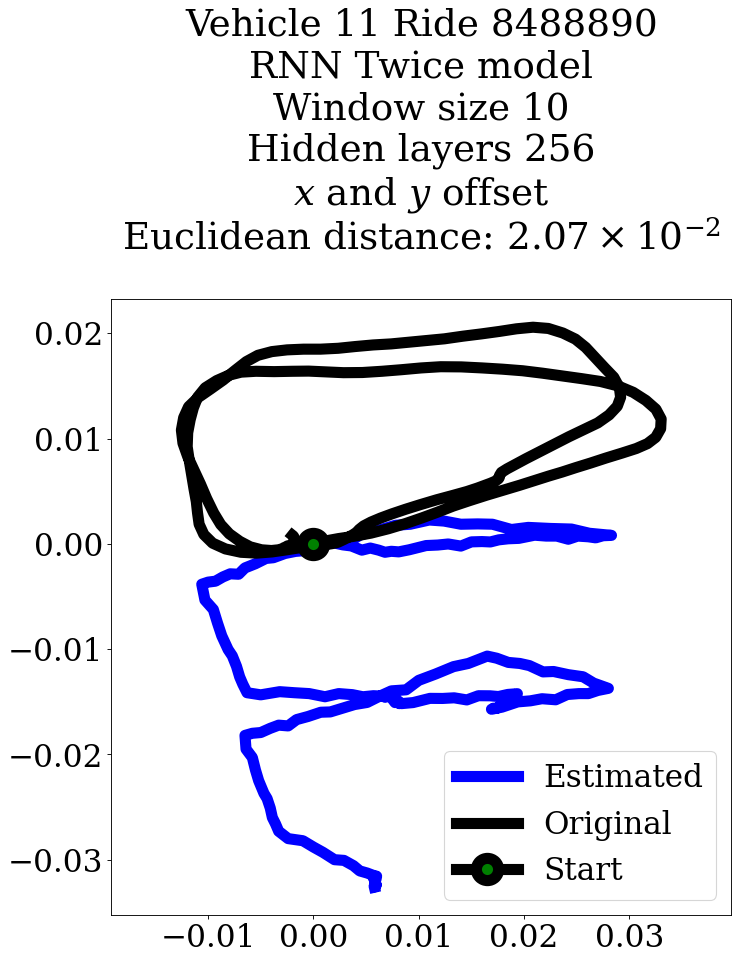 Vehicle 11 Ride 8488890
RNN Twice model
Window size 10
Hidden layers 256
x and y offset
Euclidean distance: 2.07 × 10⁻²
0.02
0.01
0.00
−0.01
−0.02
−0.03
Estimated
Original
Start
−0.01 0.00 0.01 0.02 0.03